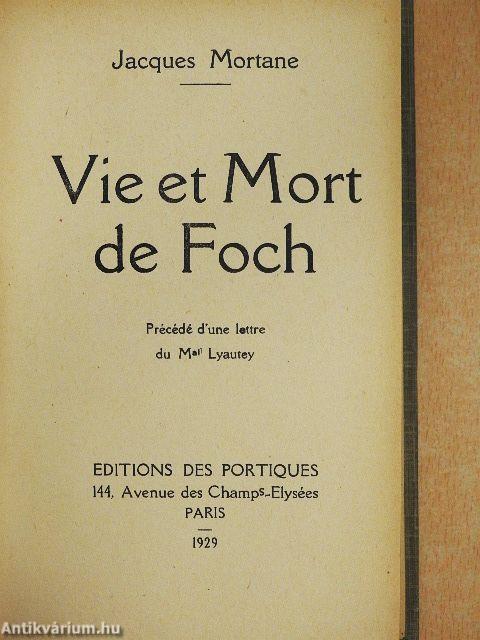 Jacques Mortane
Vie et Mort
de Foch
Précédé d'une lettre
du Mal Lyautey
EDITIONS DES PORTIQUES
144, Avenue des Champs-Elysées
PARIS
1929
Antikvárium.hu